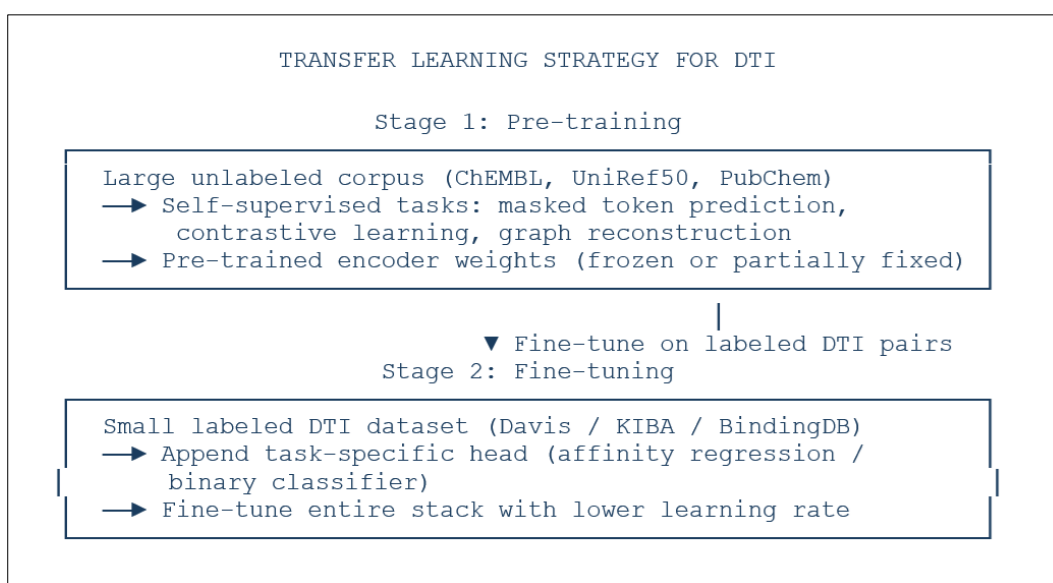 TRANSFER LEARNING STRATEGY FOR DTI
Stage 1: Pre-training
Large unlabeled corpus (ChEMBL, UniRef50, PubChem)
──► Self-supervised tasks: masked token prediction,
contrastive learning, graph reconstruction
──► Pre-trained encoder weights (frozen or partially fixed)
▼ Fine-tune on labeled DTI pairs
Stage 2: Fine-tuning
Small labeled DTI dataset (Davis / KIBA / BindingDB)
──► Append task-specific head (affinity regression /
binary classifier)
──► Fine-tune entire stack with lower learning rate